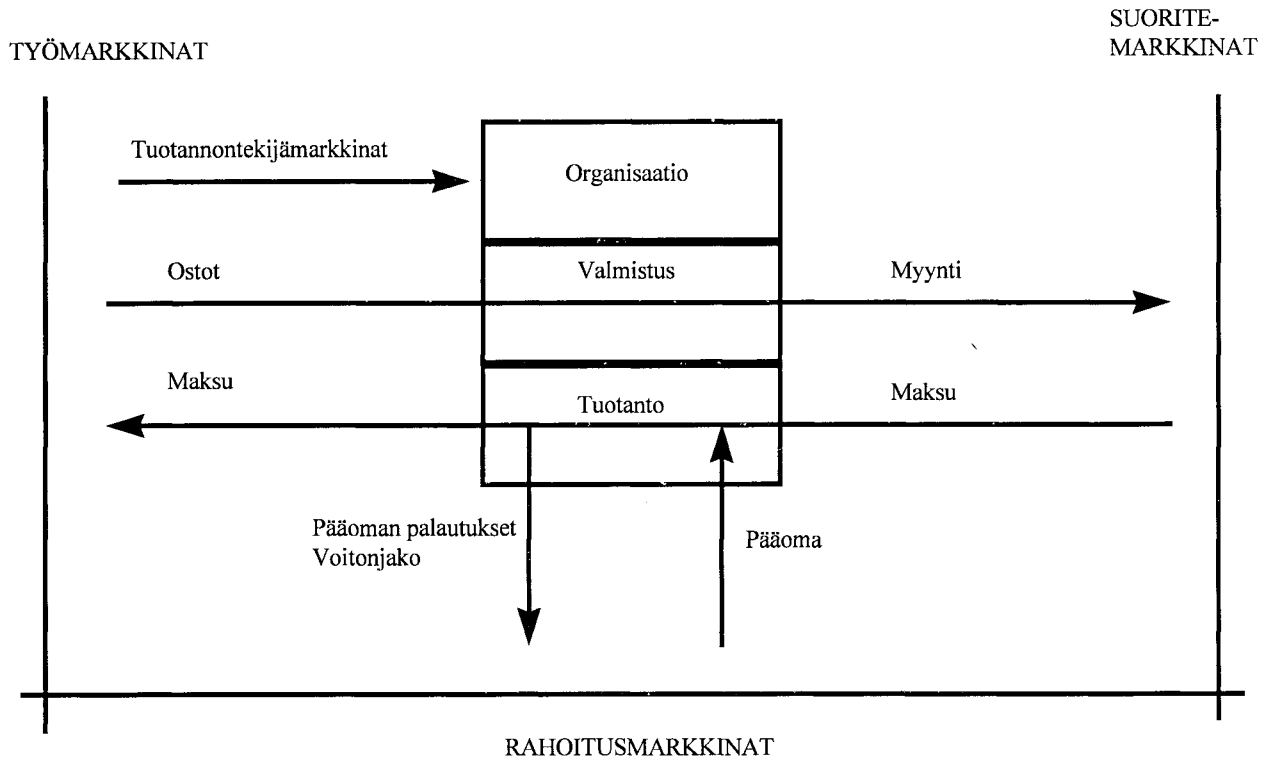 SUORITE-
MARKKINAT
TYÖMARKKINAT
Tuotannontekijämarkkinat
Organisaatio
Ostot
Valmistus
Myynti
Maksu
Tuotanto
Maksu
Pääoman palautukset
Voitonjako
Pääoma
RAHOITUSMARKKINAT